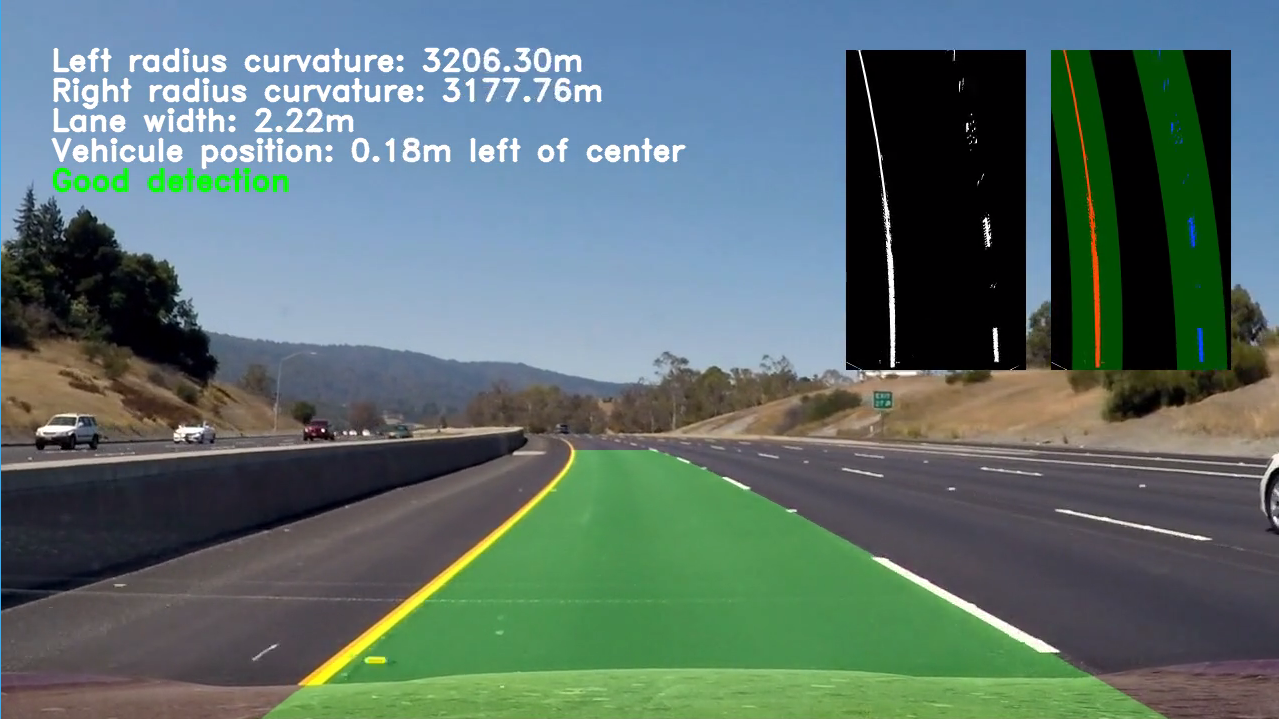 Left radius curvature: 3206.30m
Right radius curvature: 3177.76m
Lane width: 2.22m
Vehicule position: 0.18m left of center
Good detection
EXIT